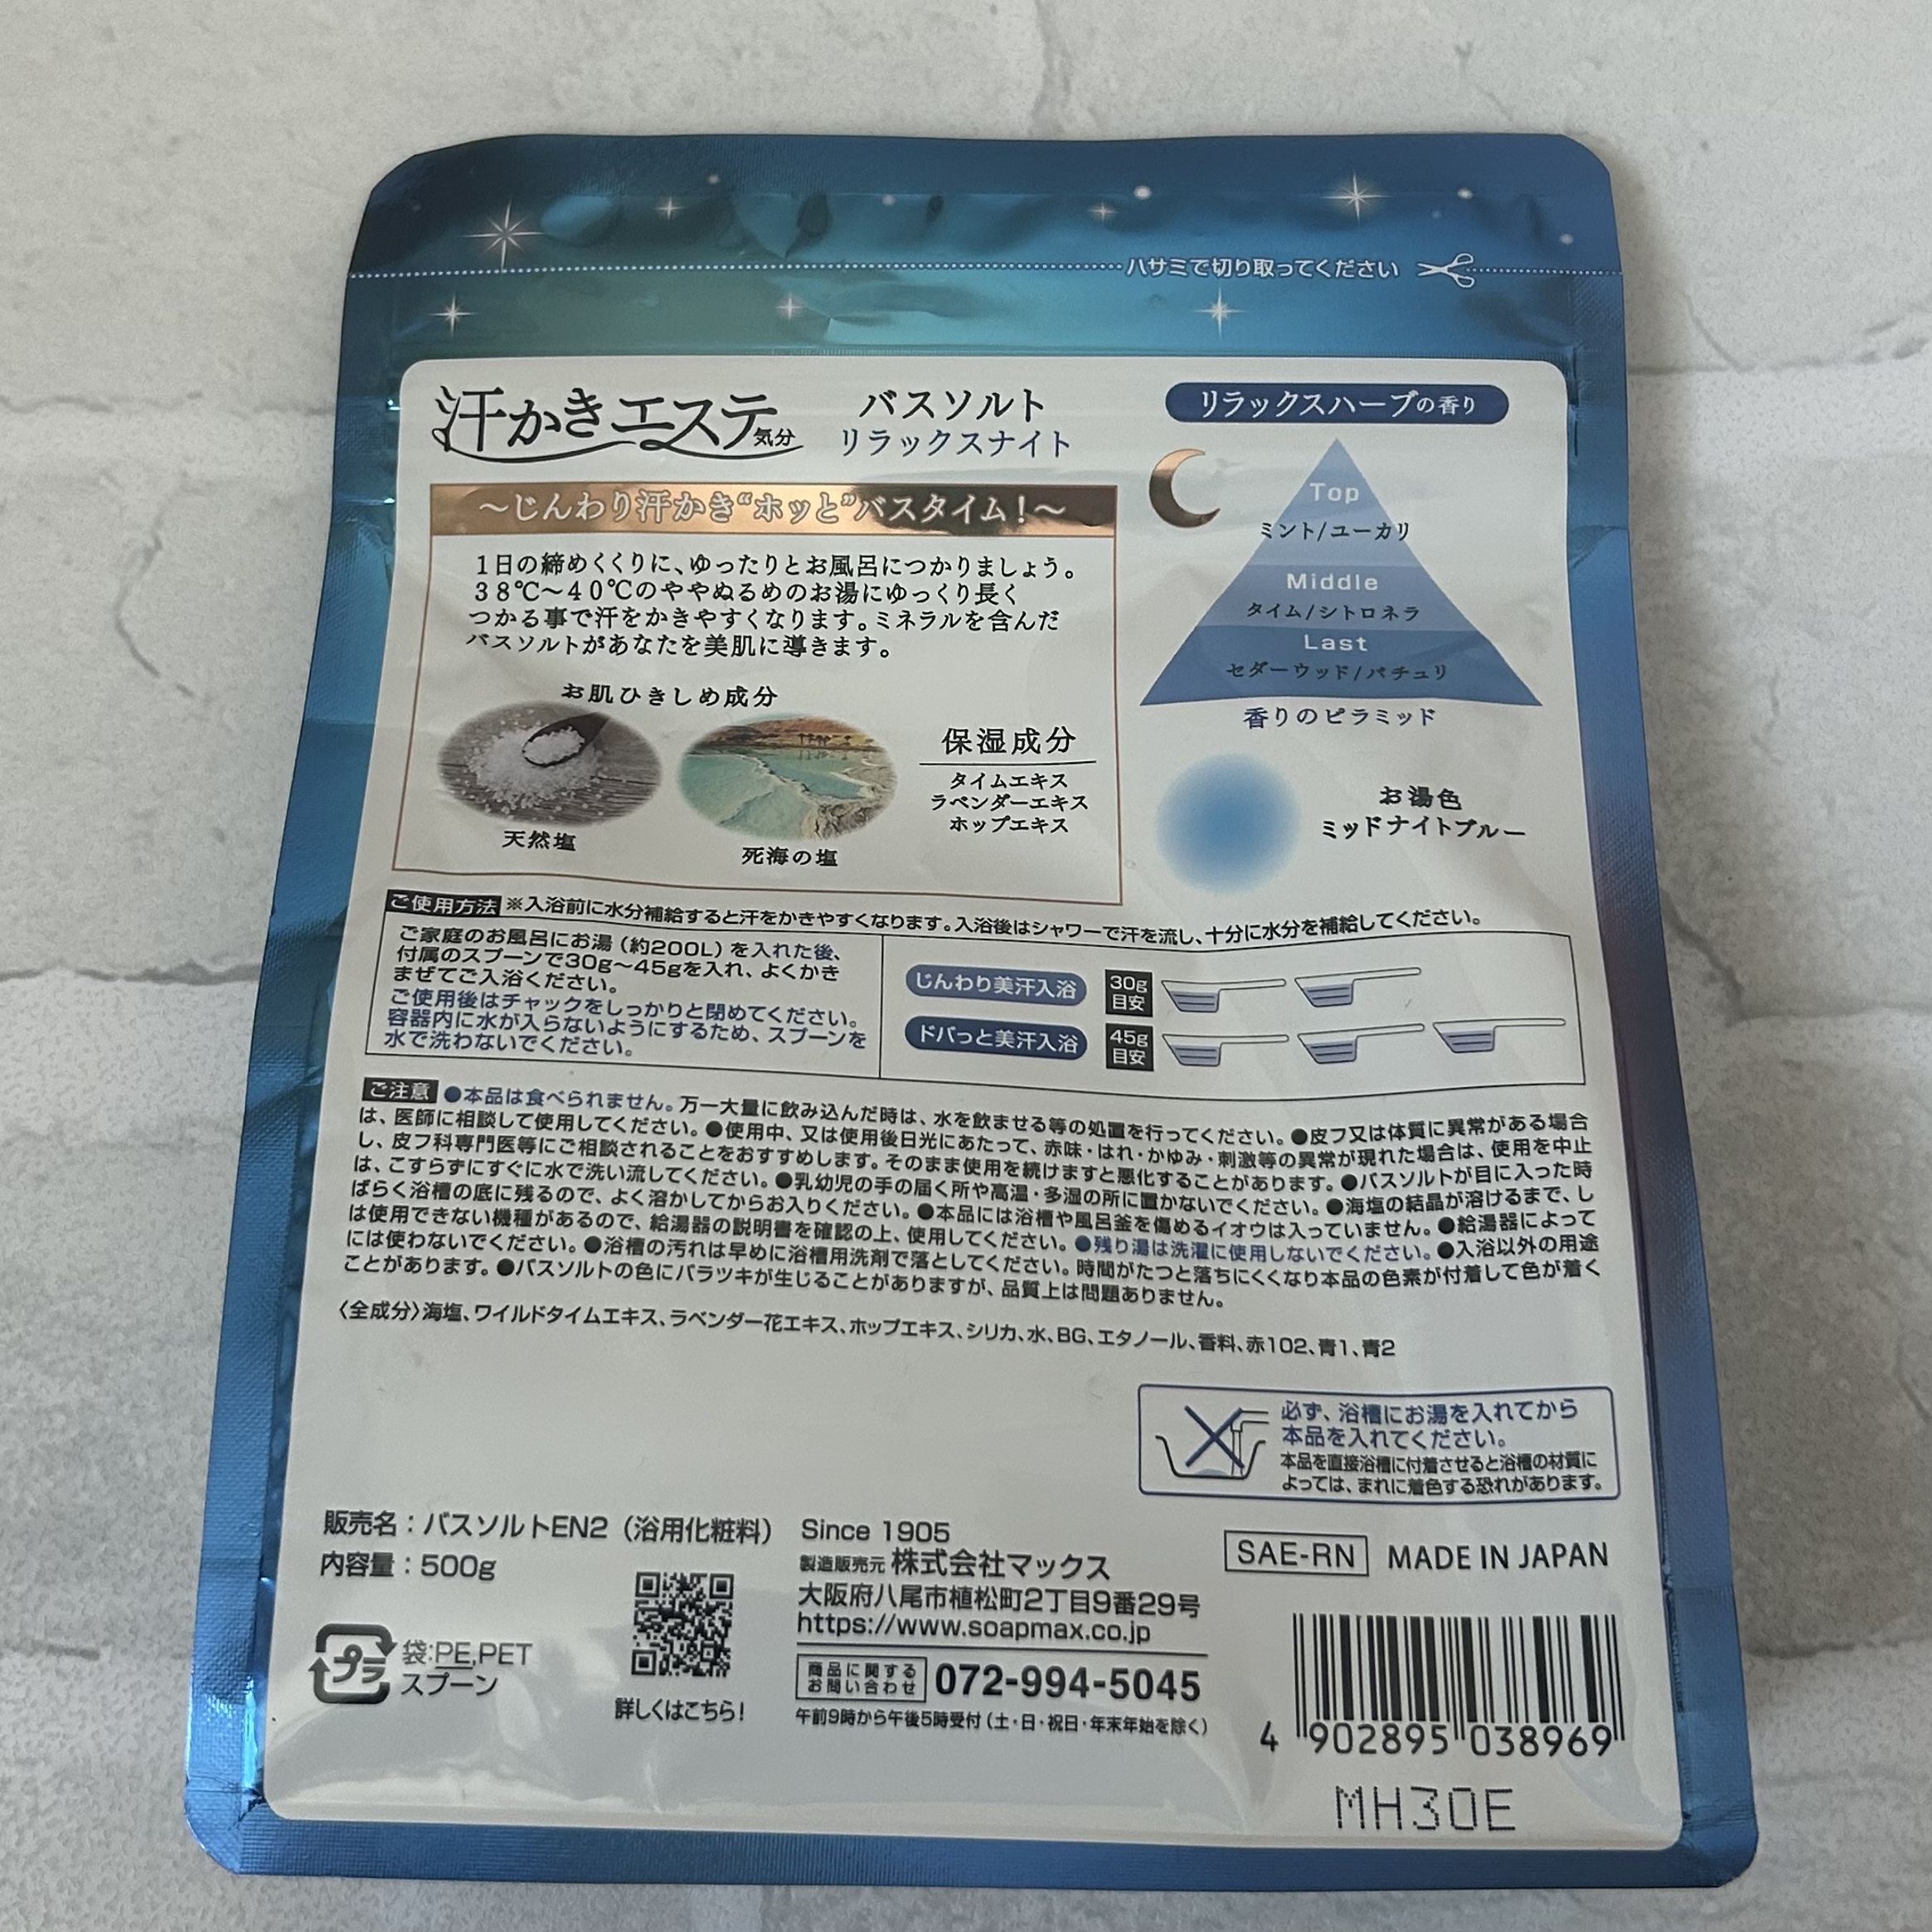 ハサミで切り取ってください
汗かきエステ気分
バスソルト
リラックスナイト
リラックスハーブの香り
～じんわり汗かき“ホッと”バスタイム！～
1日の締めくくりに、ゆったりとお風呂につかりましょう。
38℃～40℃のややぬるめのお湯にゆっくり長く
つかる事で汗をかきやすくなります。ミネラルを含んだ
バスソルトがあなたを美肌に導きます。
お肌ひきしめ成分
天然塩
死海の塩
保湿成分
タイムエキス
ラベンダーエキス
ホップエキス
Top
ミント/ユーカリ
Middle
タイム/シトロネラ
Last
セダーウッド/パチュリ
香りのピラミッド
お湯色
ミッドナイトブルー
ご使用方法 ※入浴前に水分補給すると汗をかきやすくなります。入浴後はシャワーで汗を流し、十分に水分を補給してください。
ご家庭のお風呂にお湯（約200L）を入れた後、
付属のスプーンで30g～45gを入れ、よくかき
まぜてご入浴ください。
ご使用後はチャックをしっかりと閉めてください。
容器内に水が入らないようにするため、スプーンを
水で洗わないでください。
じんわり美汗入浴
30g
目安
ドバっと美汗入浴
45g
目安
ご注意 ●本品は食べられません。万一大量に飲み込んだ時は、水を飲ませる等の処置を行ってください。●皮フ又は体質に異常がある場合
は、医師に相談して使用してください。●使用中、又は使用後日光にあたって、赤味・はれ・かゆみ・刺激等の異常が現れた場合は、使用を中止
し、皮フ科専門医等にご相談されることをおすすめします。そのまま使用を続けますと悪化することがあります。●バスソルトが目に入った時
は、こすらずにすぐに水で洗い流してください。●乳幼児の手の届く所や高温・多湿の所に置かないでください。●海塩の結晶が溶けるまで、し
ばらく浴槽の底に残るので、よく溶かしてからお入りください。●本品には浴槽や風呂釜を傷めるイオウは入っていません。●給湯器によって
は使用できない機種があるので、給湯器の説明書を確認の上、使用してください。●残り湯は洗濯に使用しないでください。●入浴以外の用途
には使わないでください。●浴槽の汚れは早めに浴槽用洗剤で落としてください。時間がたつと落ちにくくなり本品の色素が付着して色が着く
ことがあります。●バスソルトの色にバラツキが生じることがありますが、品質上は問題ありません。
〈全成分〉海塩、ワイルドタイムエキス、ラベンダー花エキス、ホップエキス、シリカ、水、BG、エタノール、香料、赤102、青1、青2
必ず、浴槽にお湯を入れてから
本品を入れてください。
本品を直接浴槽に付着させると浴槽の材質に
よっては、まれに着色する恐れがあります。
販売名：バスソルトEN2（浴用化粧料）
内容量：500g
プラ
袋:PE,PET
スプーン
詳しくはこちら！
Since 1905
製造販売元 株式会社マックス
大阪府八尾市植松町2丁目9番29号
https://www.soapmax.co.jp
商品に関する
お問い合わせ
072-994-5045
午前9時から午後5時受付（土・日・祝日・年末年始を除く）
SAE-RN MADE IN JAPAN
4 902895 038969
MH30E